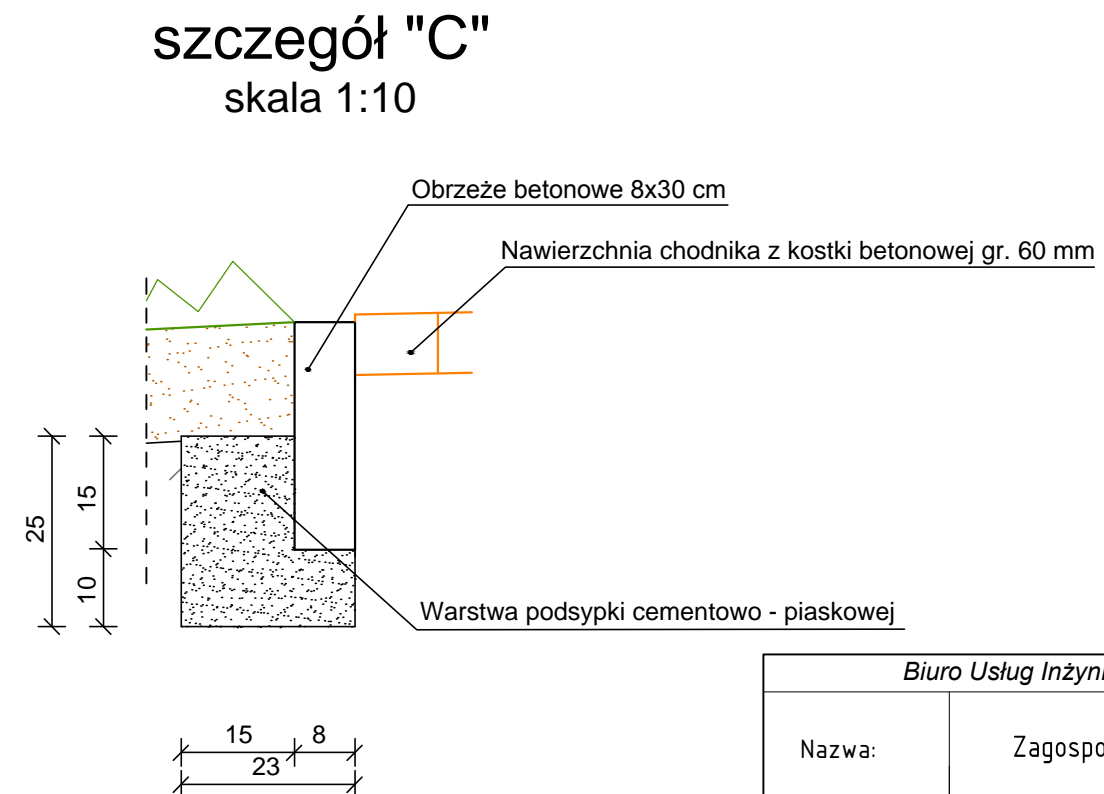 szczegół "C"
skala 1:10
Obrzeże betonowe 8x30 cm
Nawierzchnia chodnika z kostki betonowej gr. 60 mm
25
15
10
Warstwa podsypki cementowo - piaskowej
15
8
23
Biuro Usług Inżyni
Nazwa:
Zagospo